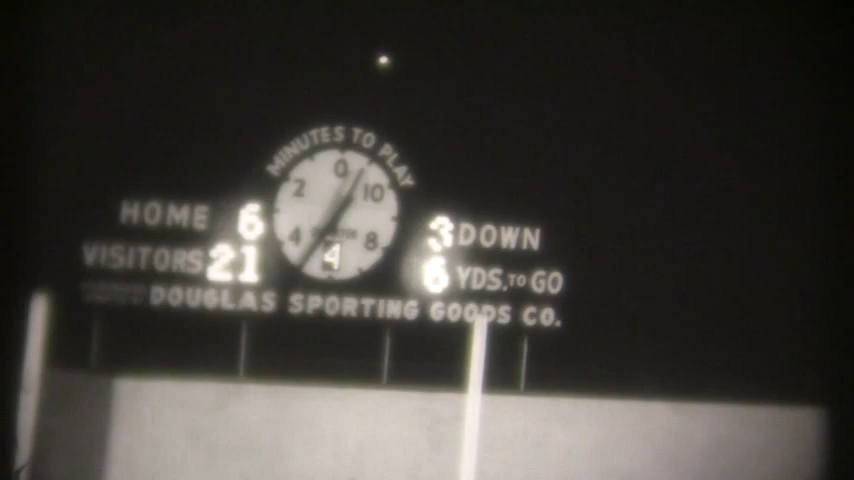 MINUTES TO PLAY
0
2 10
4 8
QUARTER
4
HOME 6
VISITORS 21
3 DOWN
6 YDS. TO GO
DOUGLAS SPORTING GOODS CO.